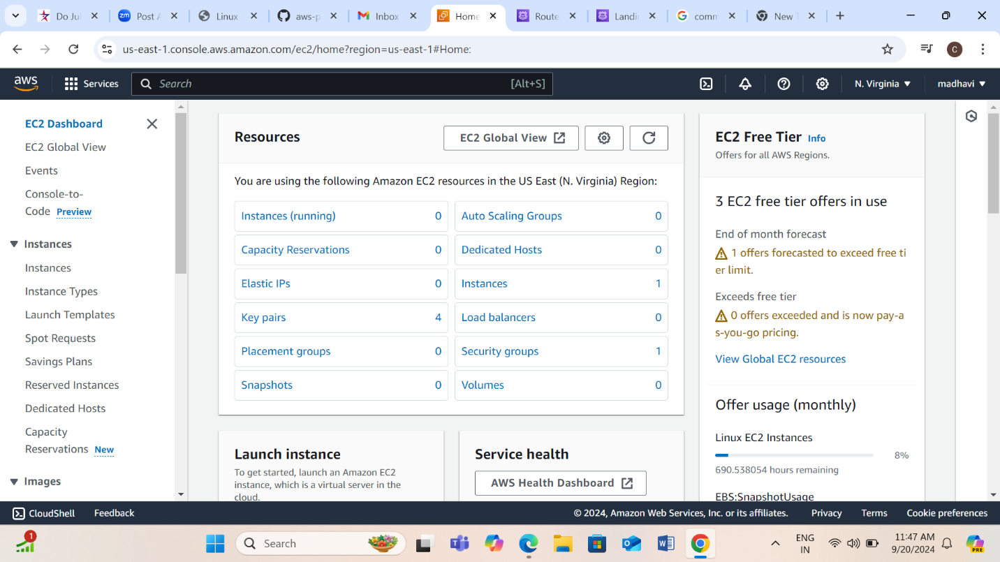 Do Jul
zm
Post A
Linux
aws-p
Inbox
Home
Route
Landi
comm
New T
us-east-1.console.aws.amazon.com/ec2/home?region=us-east-1#Home:
C
aws
Services
Search
[Alt+S]
N. Virginia
madhavi
EC2 Dashboard
EC2 Global View
Events
Console-to-
Code Preview
Instances
Instances
Instance Types
Launch Templates
Spot Requests
Savings Plans
Reserved Instances
Dedicated Hosts
Capacity
Reservations New
Images
Resources
EC2 Global View
You are using the following Amazon EC2 resources in the US East (N. Virginia) Region:
Instances (running) 0
Auto Scaling Groups 0
Capacity Reservations 0
Dedicated Hosts 0
Elastic IPs 0
Instances 1
Key pairs 4
Load balancers 0
Placement groups 0
Security groups 1
Snapshots 0
Volumes 0
Launch instance
To get started, launch an Amazon EC2
instance, which is a virtual server in the
cloud.
Service health
AWS Health Dashboard
EC2 Free Tier Info
Offers for all AWS Regions.
3 EC2 free tier offers in use
End of month forecast
1 offers forecasted to exceed free ti
er limit.
Exceeds free tier
0 offers exceeded and is now pay-a
s-you-go pricing.
View Global EC2 resources
Offer usage (monthly)
Linux EC2 Instances
8%
690.538054 hours remaining
EBS:SnapshotUsage
CloudShell
Feedback
© 2024, Amazon Web Services, Inc. or its affiliates.
Privacy
Terms
Cookie preferences
1
Search
ENG
IN
11:47 AM
9/20/2024
PRE